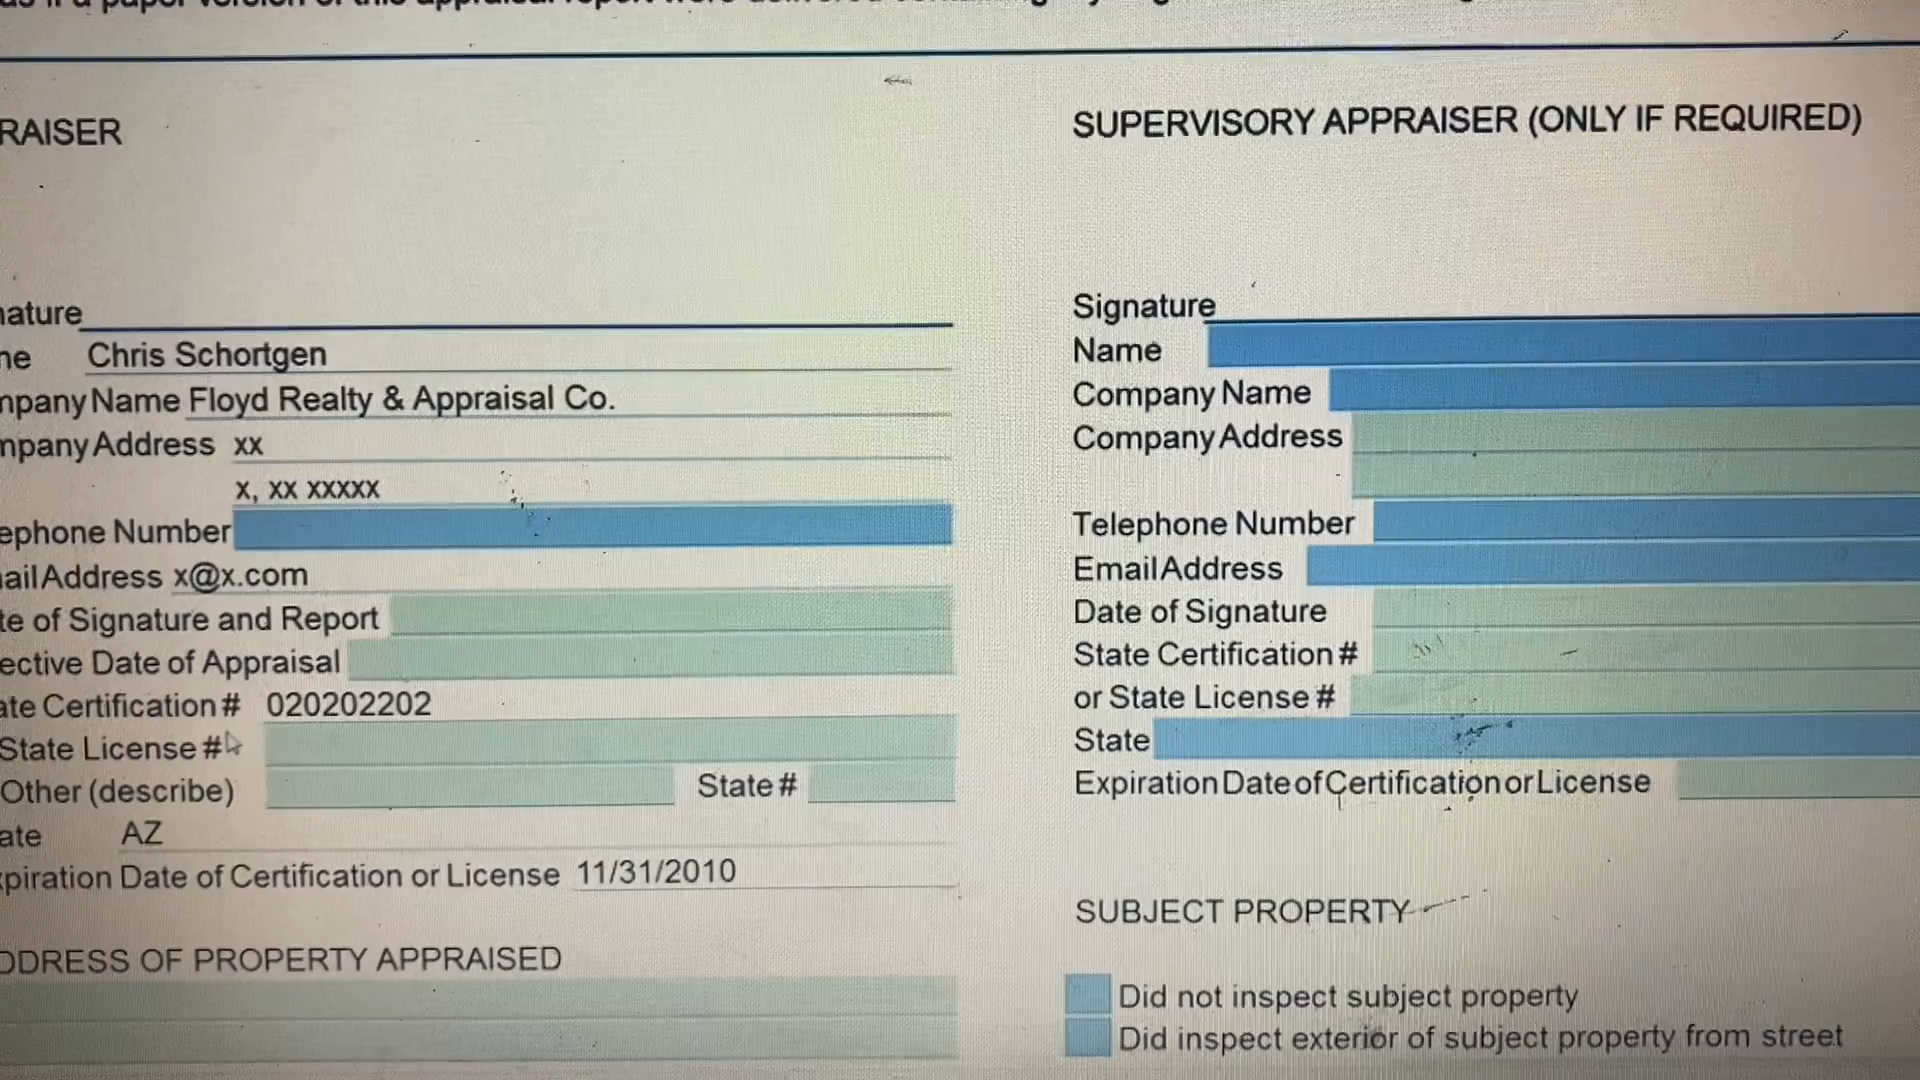 RAISER
SUPERVISORY APPRAISER (ONLY IF REQUIRED)
nature
Signature
me Chris Schortgen
Name
mpany Name Floyd Realty & Appraisal Co.
Company Name
mpany Address xx
Company Address
x, xx xxxxx
ephone Number
Telephone Number
ail Address x@x.com
Email Address
te of Signature and Report
Date of Signature
ective Date of Appraisal
State Certification #
ate Certification # 020202202
or State License #
State License #
State
Other (describe) State #
Expiration Date of Certification or License
ate AZ
piration Date of Certification or License 11/31/2010
SUBJECT PROPERTY
DDRESS OF PROPERTY APPRAISED
Did not inspect subject property
Did inspect exterior of subject property from street